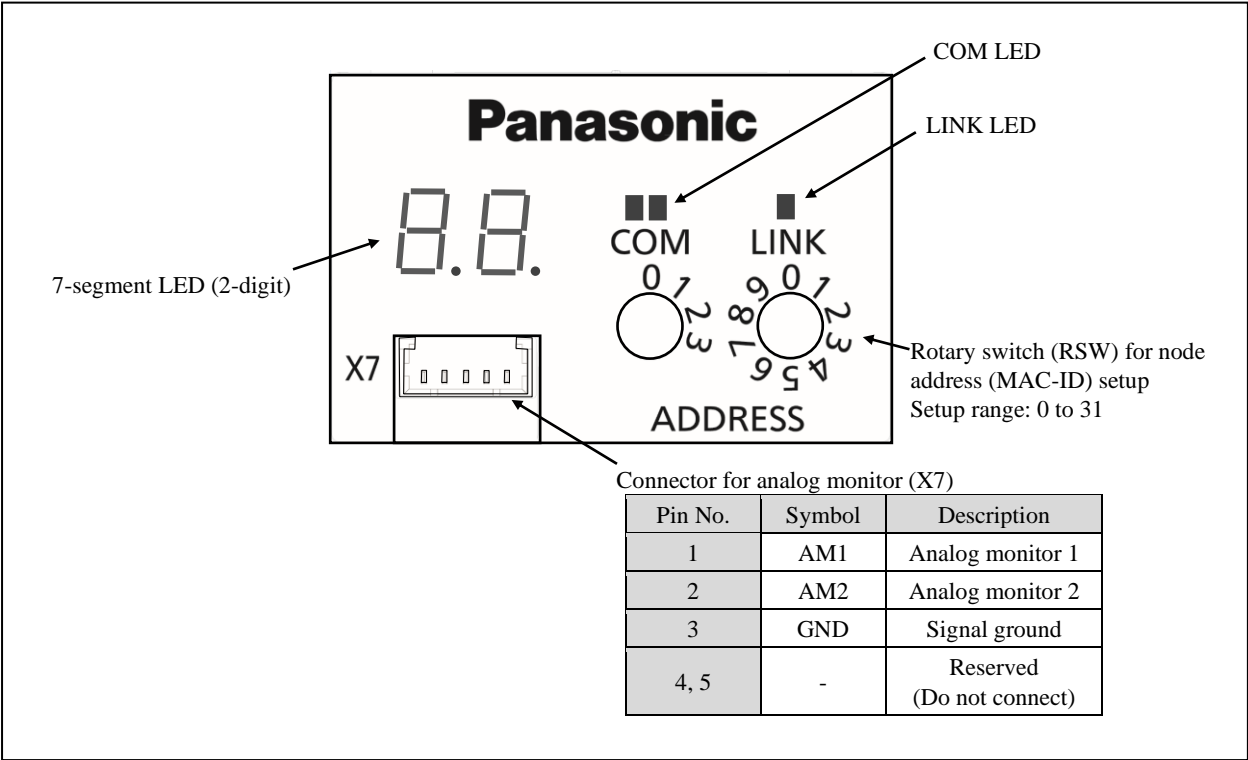 COM LED
Panasonic
LINK LED
8.8.
COM LINK
0 1 2 3
0 1 2 3 4 5 6 7 8 9
7-segment LED (2-digit)
X7
ADDRESS
Rotary switch (RSW) for node
address (MAC-ID) setup
Setup range: 0 to 31
Connector for analog monitor (X7)
Pin No. Symbol Description
1 AM1 Analog monitor 1
2 AM2 Analog monitor 2
3 GND Signal ground
4, 5 - Reserved
(Do not connect)